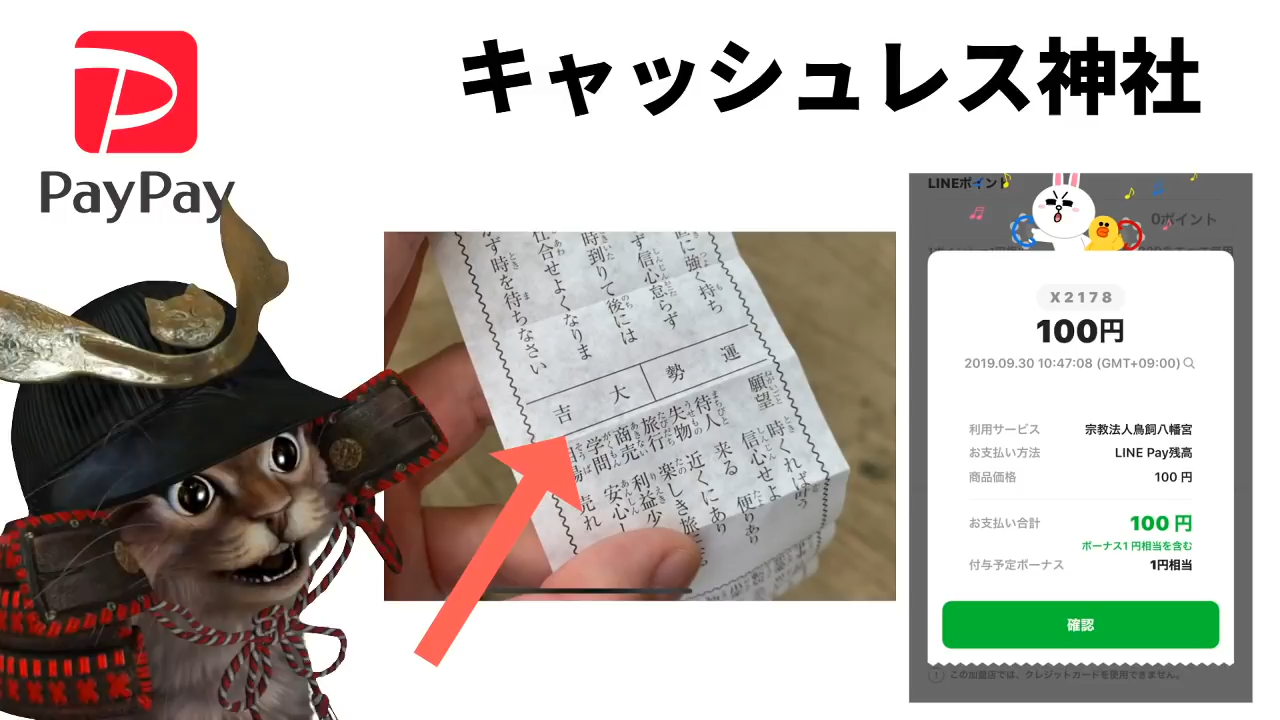 PayPay
キャッシュレス神社
世に強く持ち
ず信心怠らず
時到りて後には
仕合せよくなりま
ず時を待ちなさい
運勢 大吉
願望 時くれば
信心せよ
待人 来る 便りあり
失物 近くにあり
旅行 楽しき旅
商売 利益少
学問 安心し
売れ
LINEポイント
0ポイント
X2178
100円
2019.09.30 10:47:08 (GMT+09:00)
利用サービス 宗教法人鳥飼八幡宮
お支払い方法 LINE Pay残高
商品価格 100 円
お支払い合計 100 円
ボーナス1 円相当を含む
付与予定ボーナス 1円相当
確認
この加盟店では、クレジットカードを使用できません。